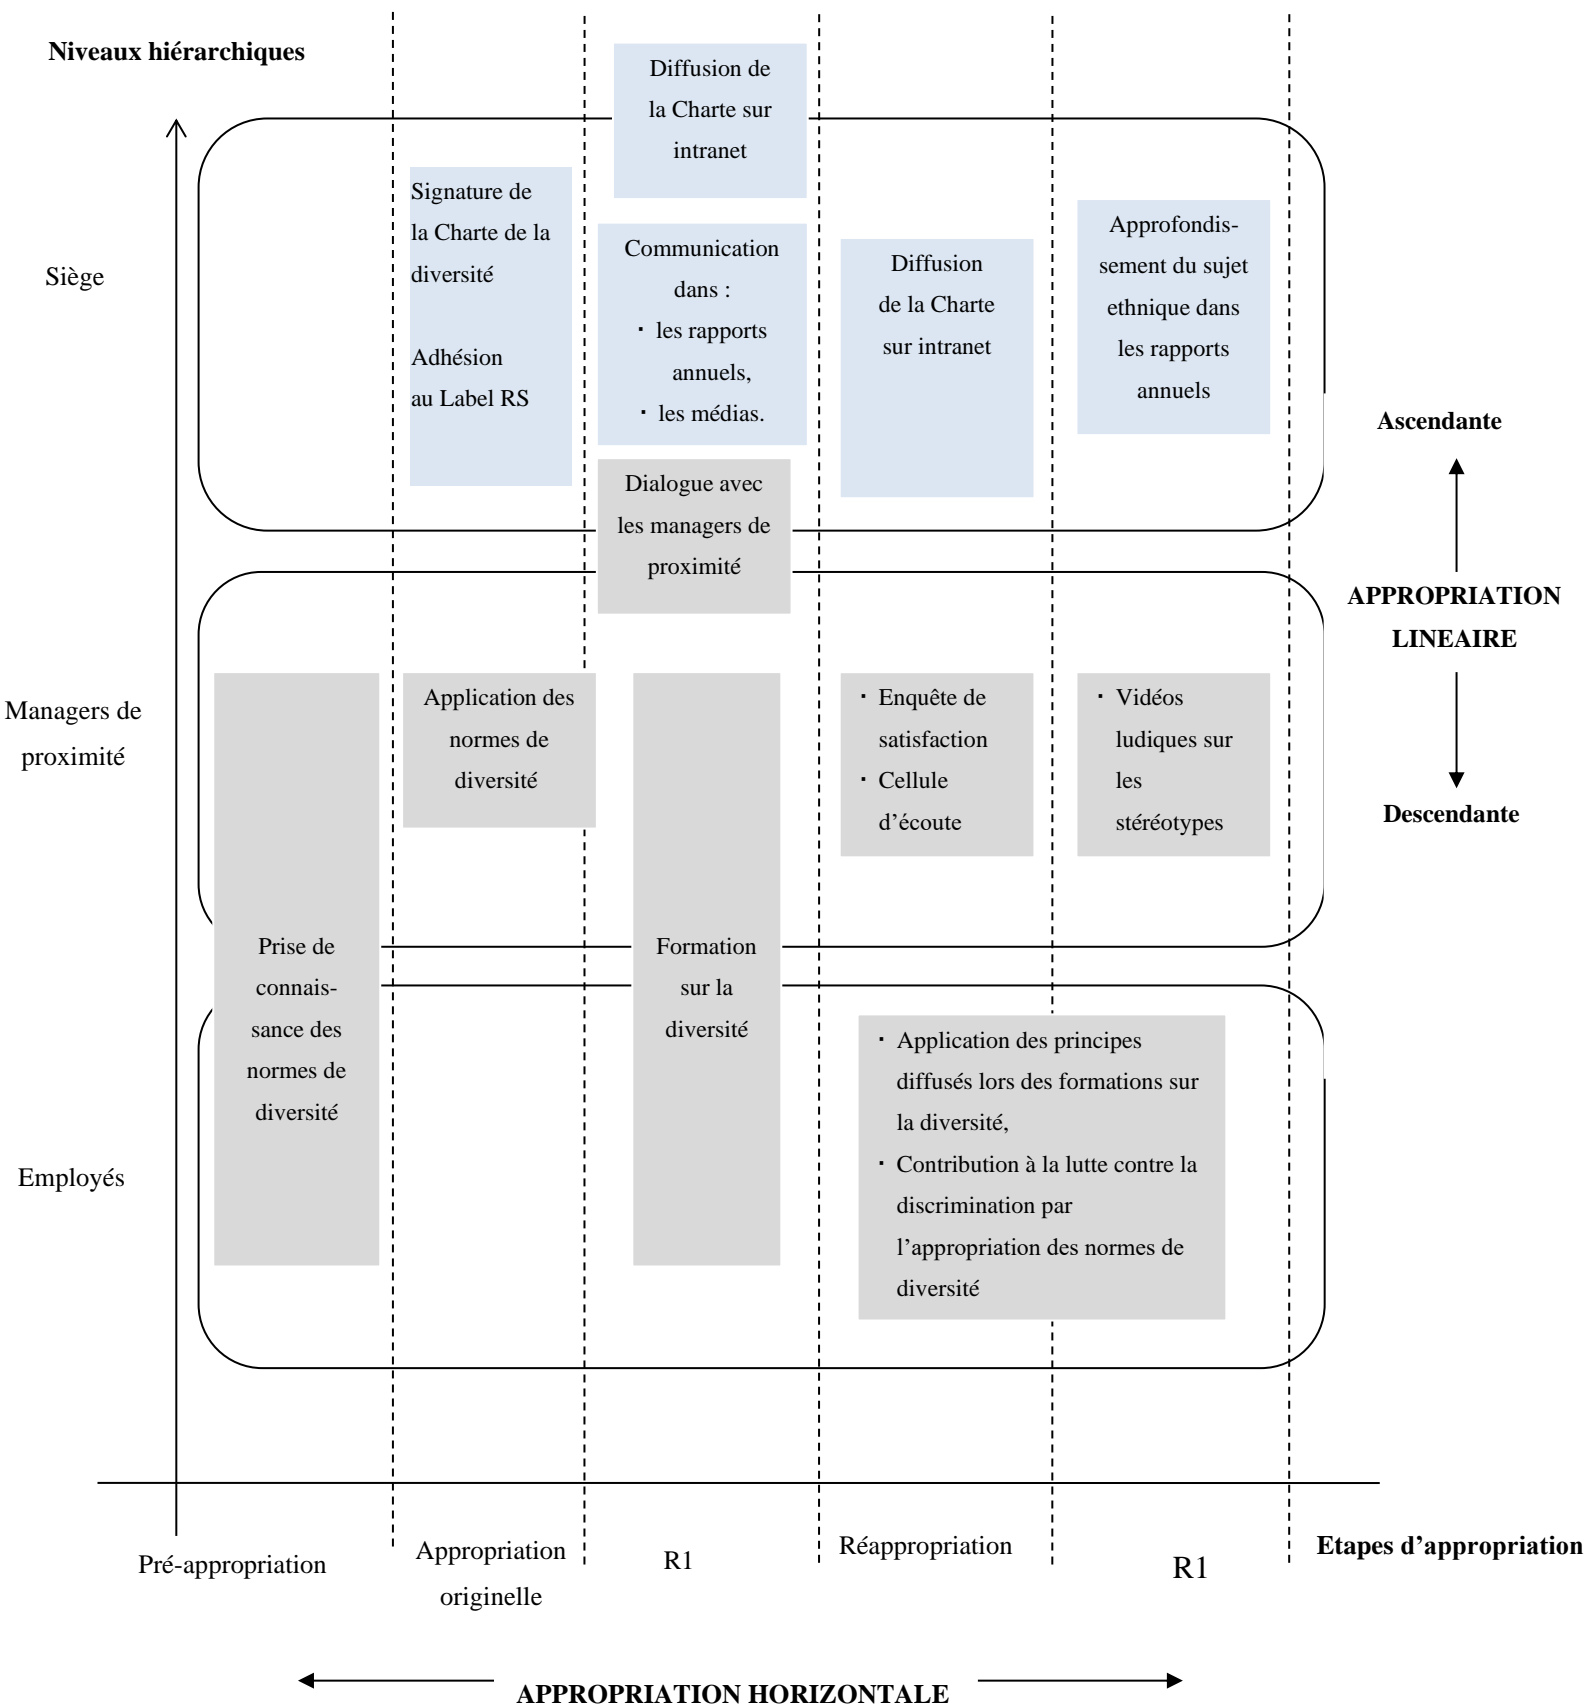 Niveaux hiérarchiques
Diffusion de
la Charte sur
intranet
Siège
Signature de
la Charte de la
diversité
Adhésion
au Label RS
Communication
dans :
· les rapports
annuels,
· les médias.
Diffusion
de la Charte
sur intranet
Approfondis-
sement du sujet
ethnique dans
les rapports
annuels
Dialogue avec
les managers de
proximité
Ascendante
APPROPRIATION
LINEAIRE
Descendante
Managers de
proximité
Application des
normes de
diversité
· Enquête de
satisfaction
· Cellule
d’écoute
· Vidéos
ludiques sur
les
stéréotypes
Prise de
connais-
sance des
normes de
diversité
Formation
sur la
diversité
Employés
· Application des principes
diffusés lors des formations sur
la diversité,
· Contribution à la lutte contre la
discrimination par
l’appropriation des normes de
diversité
Pré-appropriation
Appropriation
originelle
R1
Réappropriation
R1
Etapes d’appropriation
APPROPRIATION HORIZONTALE